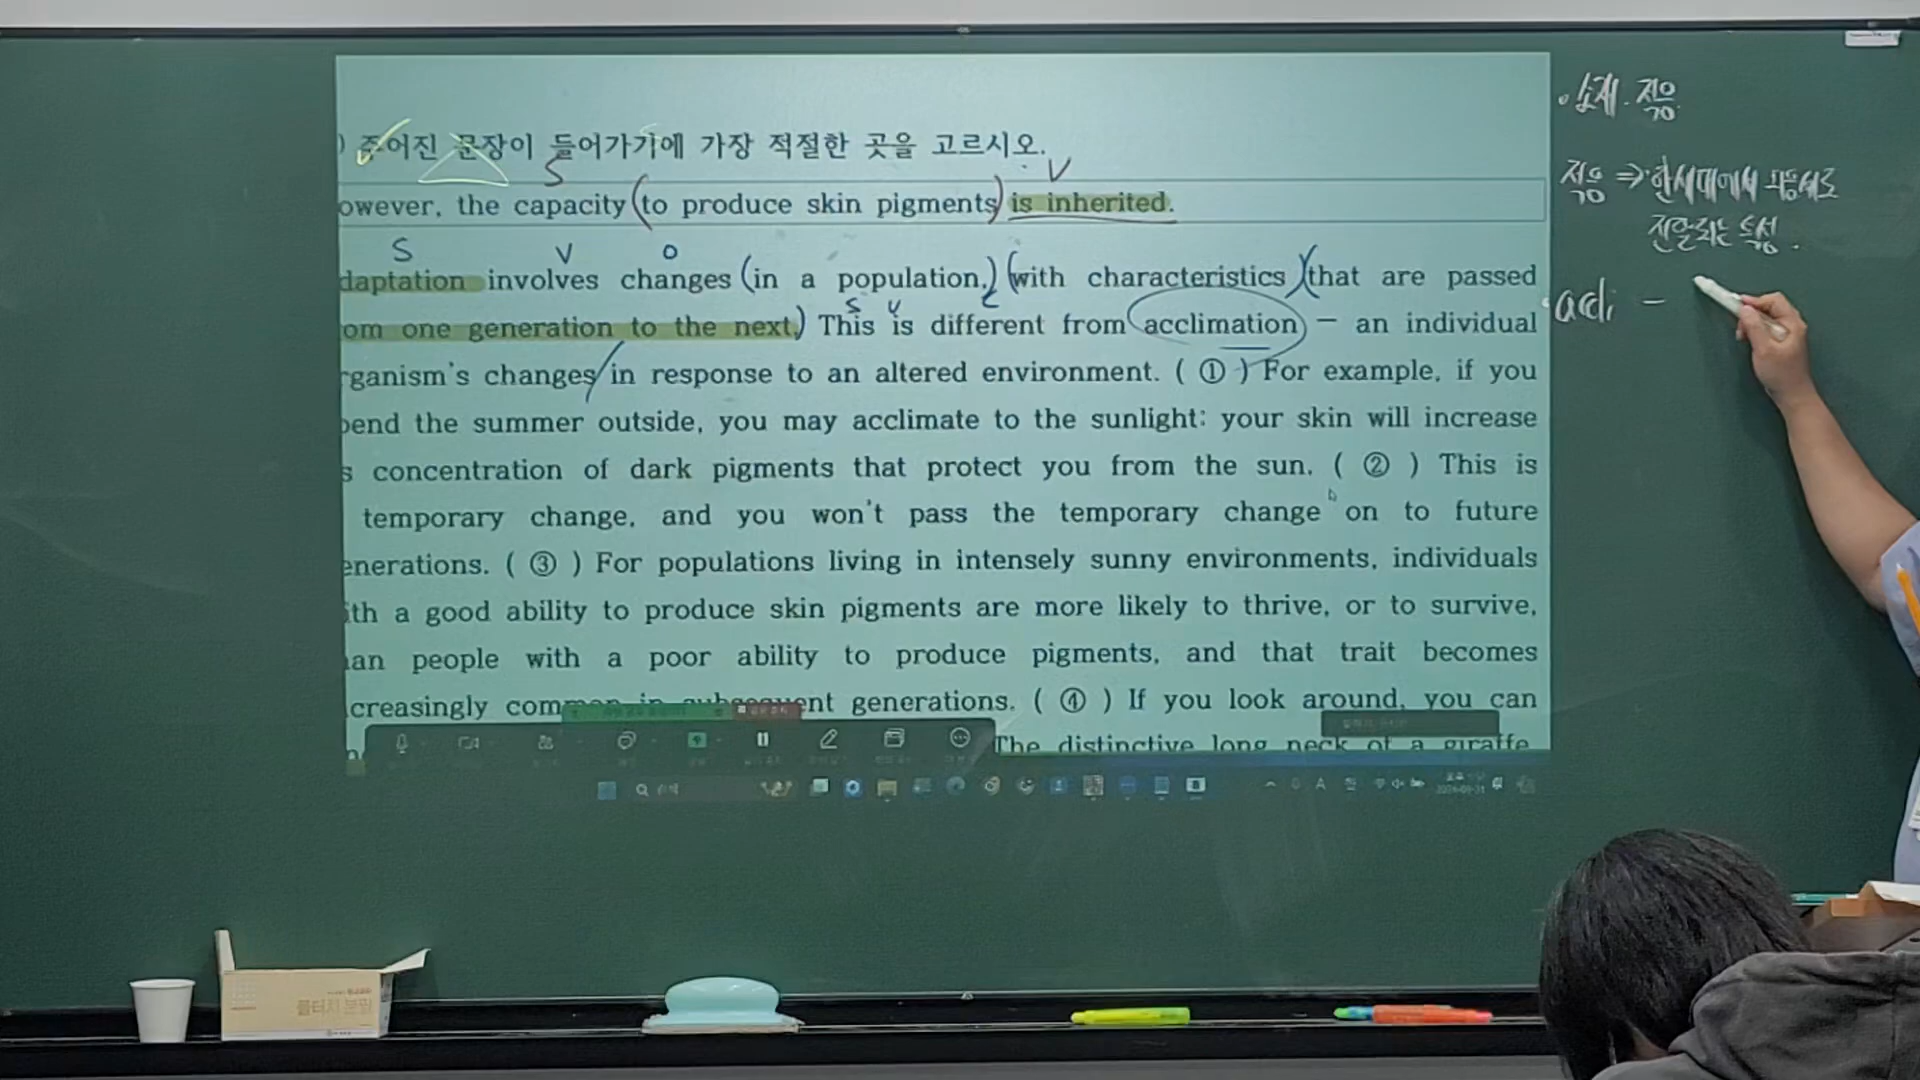 ) 주어진 문장이 들어가기에 가장 적절한 곳을 고르시오.
S V
owever, the capacity (to produce skin pigments) is inherited.
S V O
daptation involves changes (in a population,) (with characteristics) (that are passed
S V
om one generation to the next.) This is different from acclimation – an individual
rganism's changes/in response to an altered environment. ( ① ) For example, if you
pend the summer outside, you may acclimate to the sunlight: your skin will increase
s concentration of dark pigments that protect you from the sun. ( ② ) This is
temporary change, and you won't pass the temporary change on to future
enerations. ( ③ ) For populations living in intensely sunny environments, individuals
ith a good ability to produce skin pigments are more likely to thrive, or to survive,
an people with a poor ability to produce pigments, and that trait becomes
creasingly common in subsequent generations. ( ④ ) If you look around, you can
The distinctive long neck of a giraffe
소재. 적응
적응 ⇒ 한 시대에서 다음 시대로
전달되는 특성.
accli –